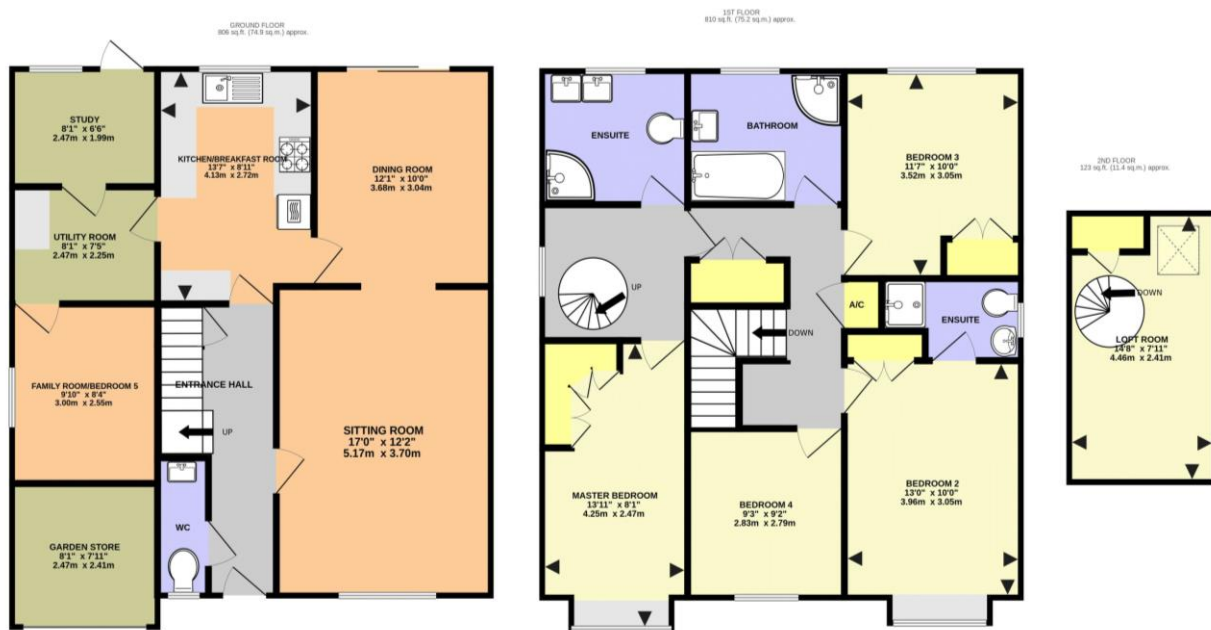 GROUND FLOOR
806 sq.ft. (74.9 sq.m.) approx.
STUDY
8'1" x 6'6"
2.47m x 1.99m
KITCHEN/BREAKFAST ROOM
13'7" x 8'11"
4.13m x 2.72m
DINING ROOM
12'1" x 10'0"
3.68m x 3.04m
UTILITY ROOM
8'1" x 7'5"
2.47m x 2.25m
FAMILY ROOM/BEDROOM 5
9'10" x 8'4"
3.00m x 2.55m
ENTRANCE HALL
UP
SITTING ROOM
17'0" x 12'2"
5.17m x 3.70m
WC
GARDEN STORE
8'1" x 7'11"
2.47m x 2.41m
1ST FLOOR
810 sq.ft. (75.2 sq.m.) approx.
ENSUITE
BATHROOM
BEDROOM 3
11'7" x 10'0"
3.52m x 3.05m
UP
A/C
ENSUITE
DOWN
MASTER BEDROOM
13'11" x 8'1"
4.25m x 2.47m
BEDROOM 4
9'3" x 9'2"
2.83m x 2.79m
BEDROOM 2
13'0" x 10'0"
3.96m x 3.05m
2ND FLOOR
123 sq.ft. (11.4 sq.m.) approx.
DOWN
LOFT ROOM
14'8" x 7'11"
4.46m x 2.41m